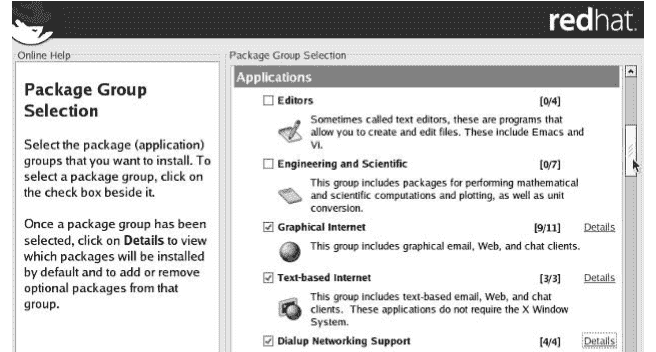 redhat.
Online Help
Package Group Selection
Package Group
Selection
Select the package (application)
groups that you want to install. To
select a package group, click on
the check box beside it.
Once a package group has been
selected, click on Details to view
which packages will be installed
by default and to add or remove
optional packages from that
group.
Applications
Editors [0/4]
Sometimes called text editors, these are programs that
allow you to create and edit files. These include Emacs and
Vi.
Engineering and Scientific [0/7]
This group includes packages for performing mathematical
and scientific computations and plotting, as well as unit
conversion.
Graphical Internet [9/11] Details
This group includes graphical email, Web, and chat clients.
Text-based Internet [3/3] Details
This group includes text-based email, Web, and chat
clients. These applications do not require the X Window
System.
Dialup Networking Support [4/4] Details